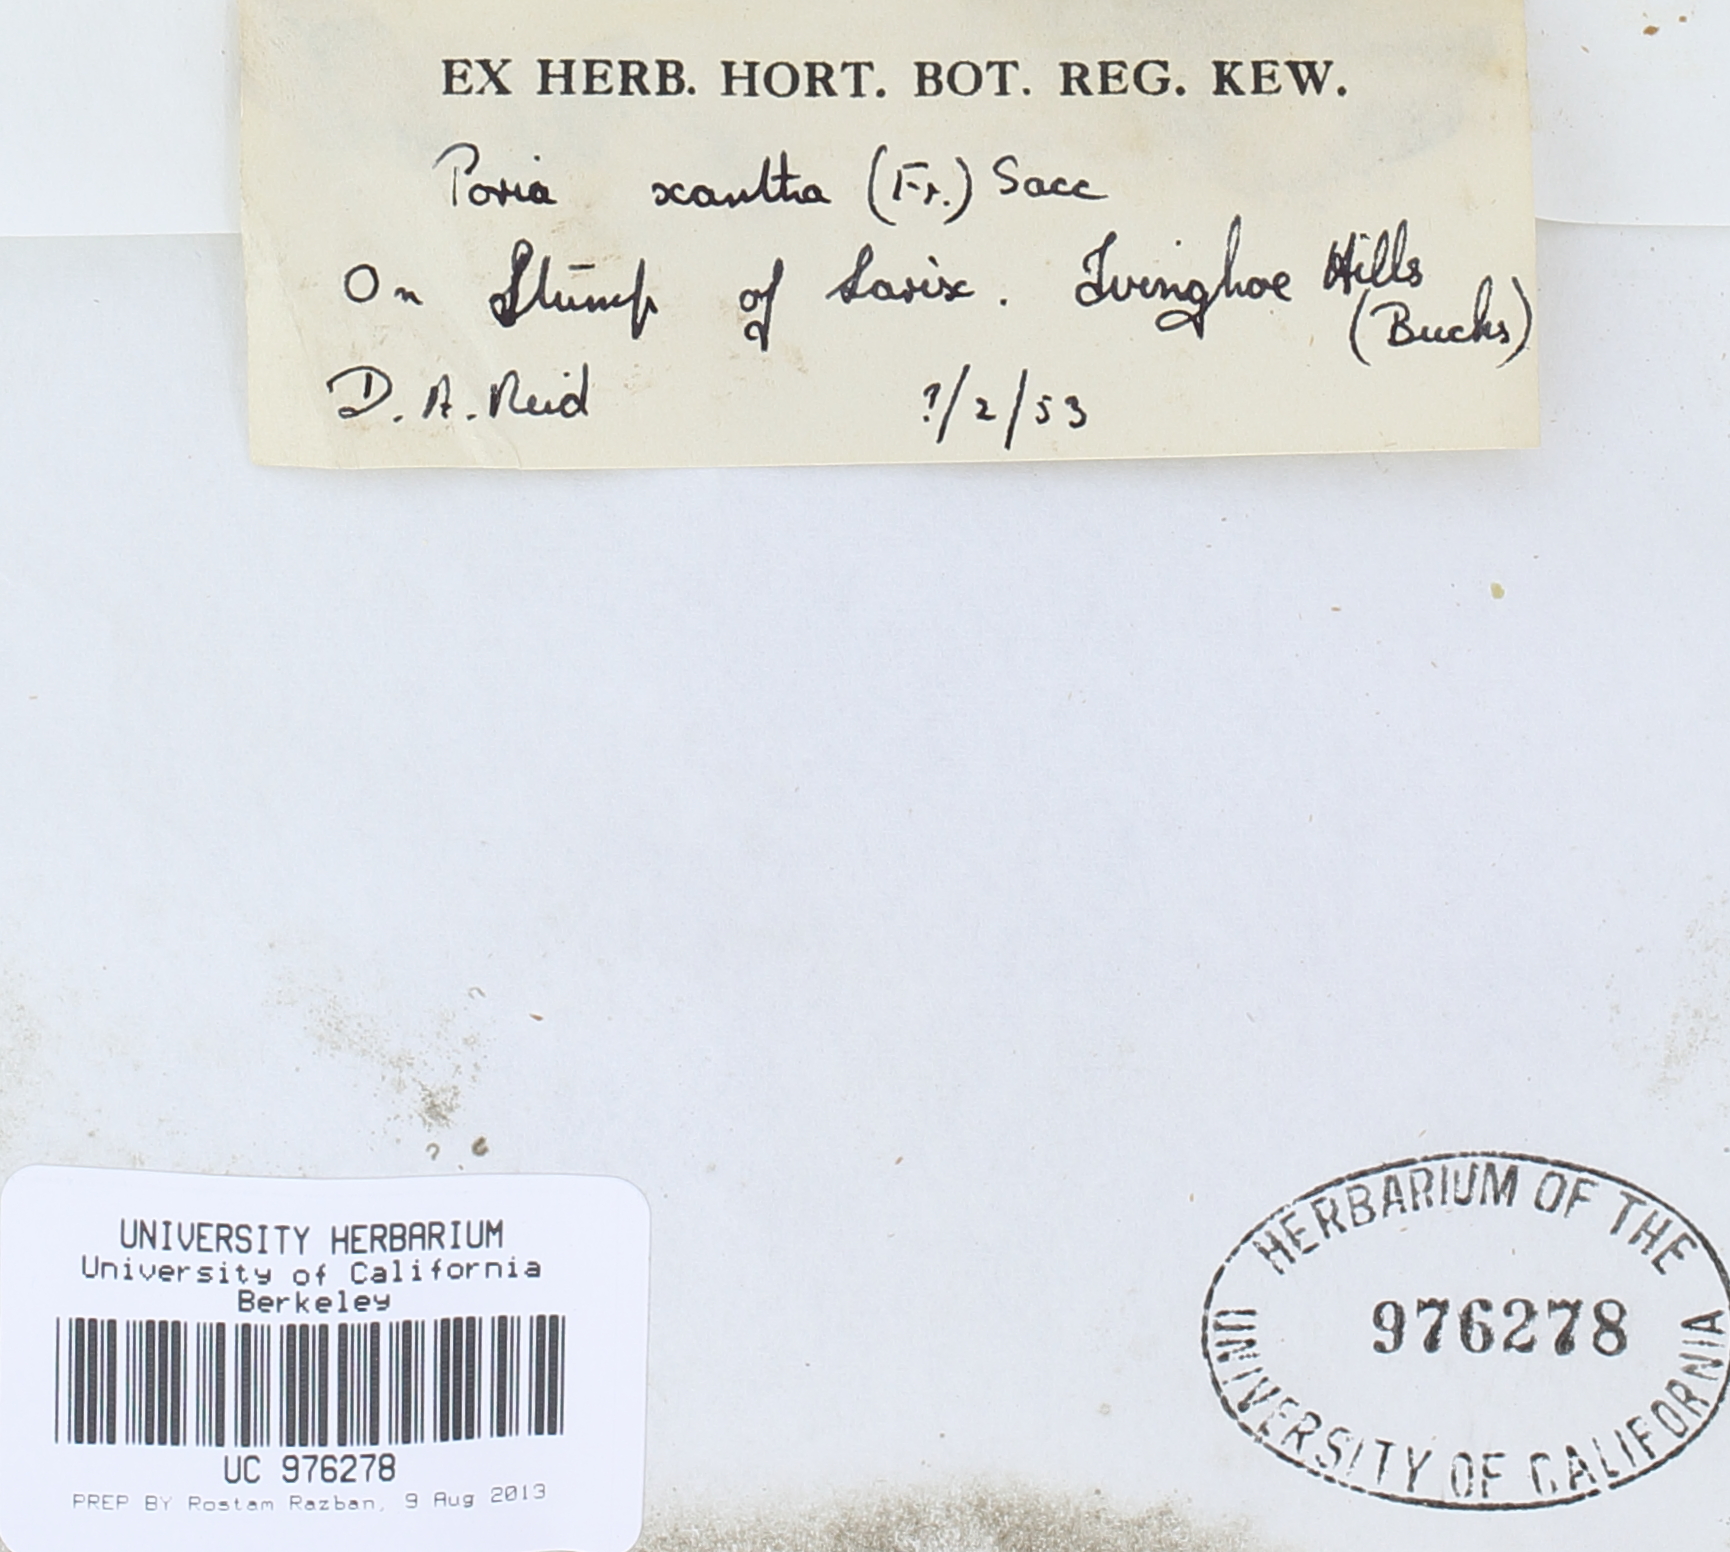 EX HERB. HORT. BOT. REG. KEW.
Poria xantha (Fr.) Sacc
On Stump of Larix. Ivinghoe Hills
(Bucks)
D. A. Reid ?/2/53
UNIVERSITY HERBARIUM
University of California
Berkeley
UC 976278
PREP BY Rostam Razban, 9 Aug 2013
HERBARIUM OF THE
976278
UNIVERSITY OF CALIFORNIA